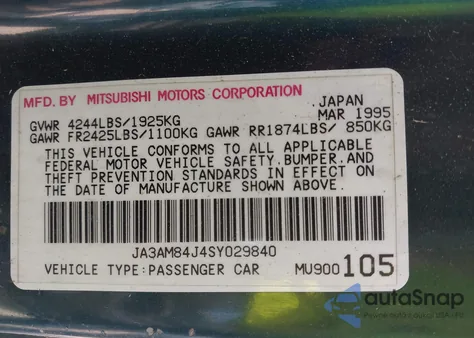 MFD. BY MITSUBISHI MOTORS CORPORATION
JAPAN
GVWR 4244LBS/1925KG MAR 1995
GAWR FR2425LBS/1100KG GAWR RR1874LBS/ 850KG
THIS VEHICLE CONFORMS TO ALL APPLICABLE
FEDERAL MOTOR VEHICLE SAFETY, BUMPER, AND
THEFT PREVENTION STANDARDS IN EFFECT ON
THE DATE OF MANUFACTURE SHOWN ABOVE.
JA3AM84J4SY029840
VEHICLE TYPE:PASSENGER CAR MU900 105
autoSnap